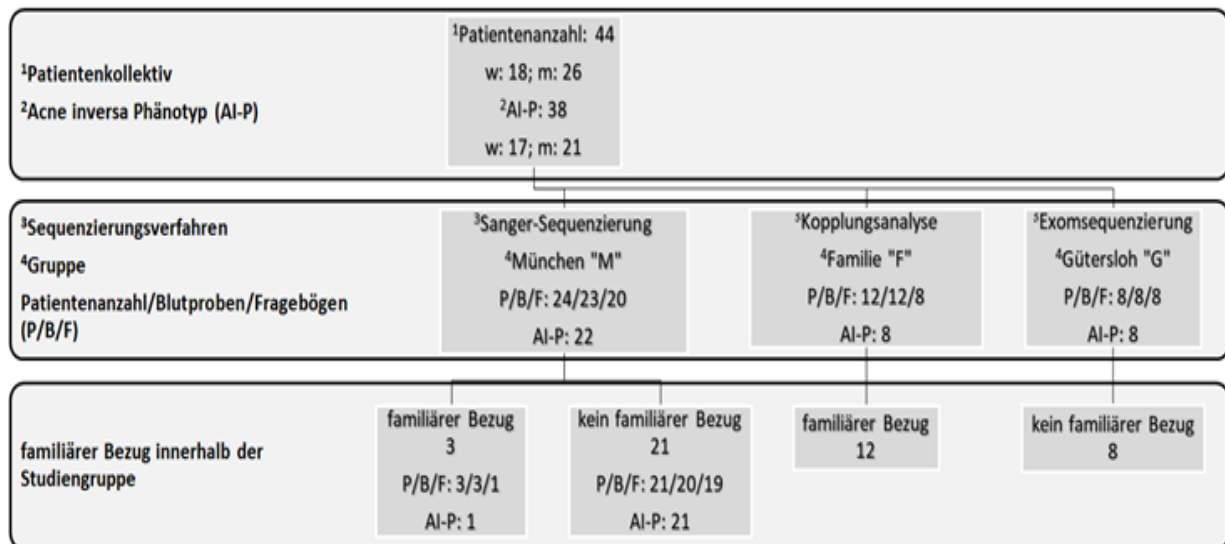 ¹Patientenkollektiv
²Acne inversa Phänotyp (AI-P)
¹Patientenanzahl: 44
w: 18; m: 26
²AI-P: 38
w: 17; m: 21
³Sequenzierungsverfahren
⁴Gruppe
Patientenanzahl/Blutproben/Fragebögen
(P/B/F)
³Sanger-Sequenzierung
⁴München "M"
P/B/F: 24/23/20
AI-P: 22
³Kopplungsanalyse
⁴Familie "F"
P/B/F: 12/12/8
AI-P: 8
³Exomsequenzierung
⁴Gütersloh "G"
P/B/F: 8/8/8
AI-P: 8
familiärer Bezug innerhalb der
Studiengruppe
familiärer Bezug
3
P/B/F: 3/3/1
AI-P: 1
kein familiärer Bezug
21
P/B/F: 21/20/19
AI-P: 21
familiärer Bezug
12
kein familiärer Bezug
8